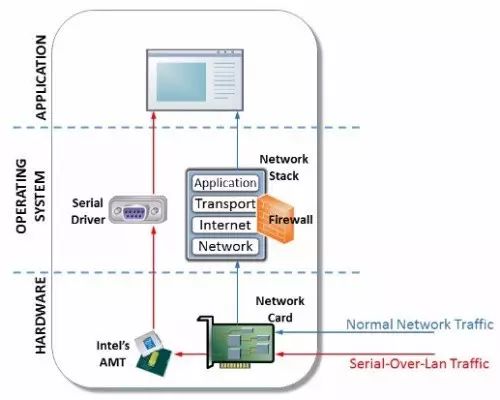 APPLICATION
OPERATING
SYSTEM
Network
Stack
Application
Transport
Internet
Network
Firewall
Serial
Driver
HARDWARE
Network
Card
Intel's
AMT
Normal Network Traffic
Serial-Over-Lan Traffic